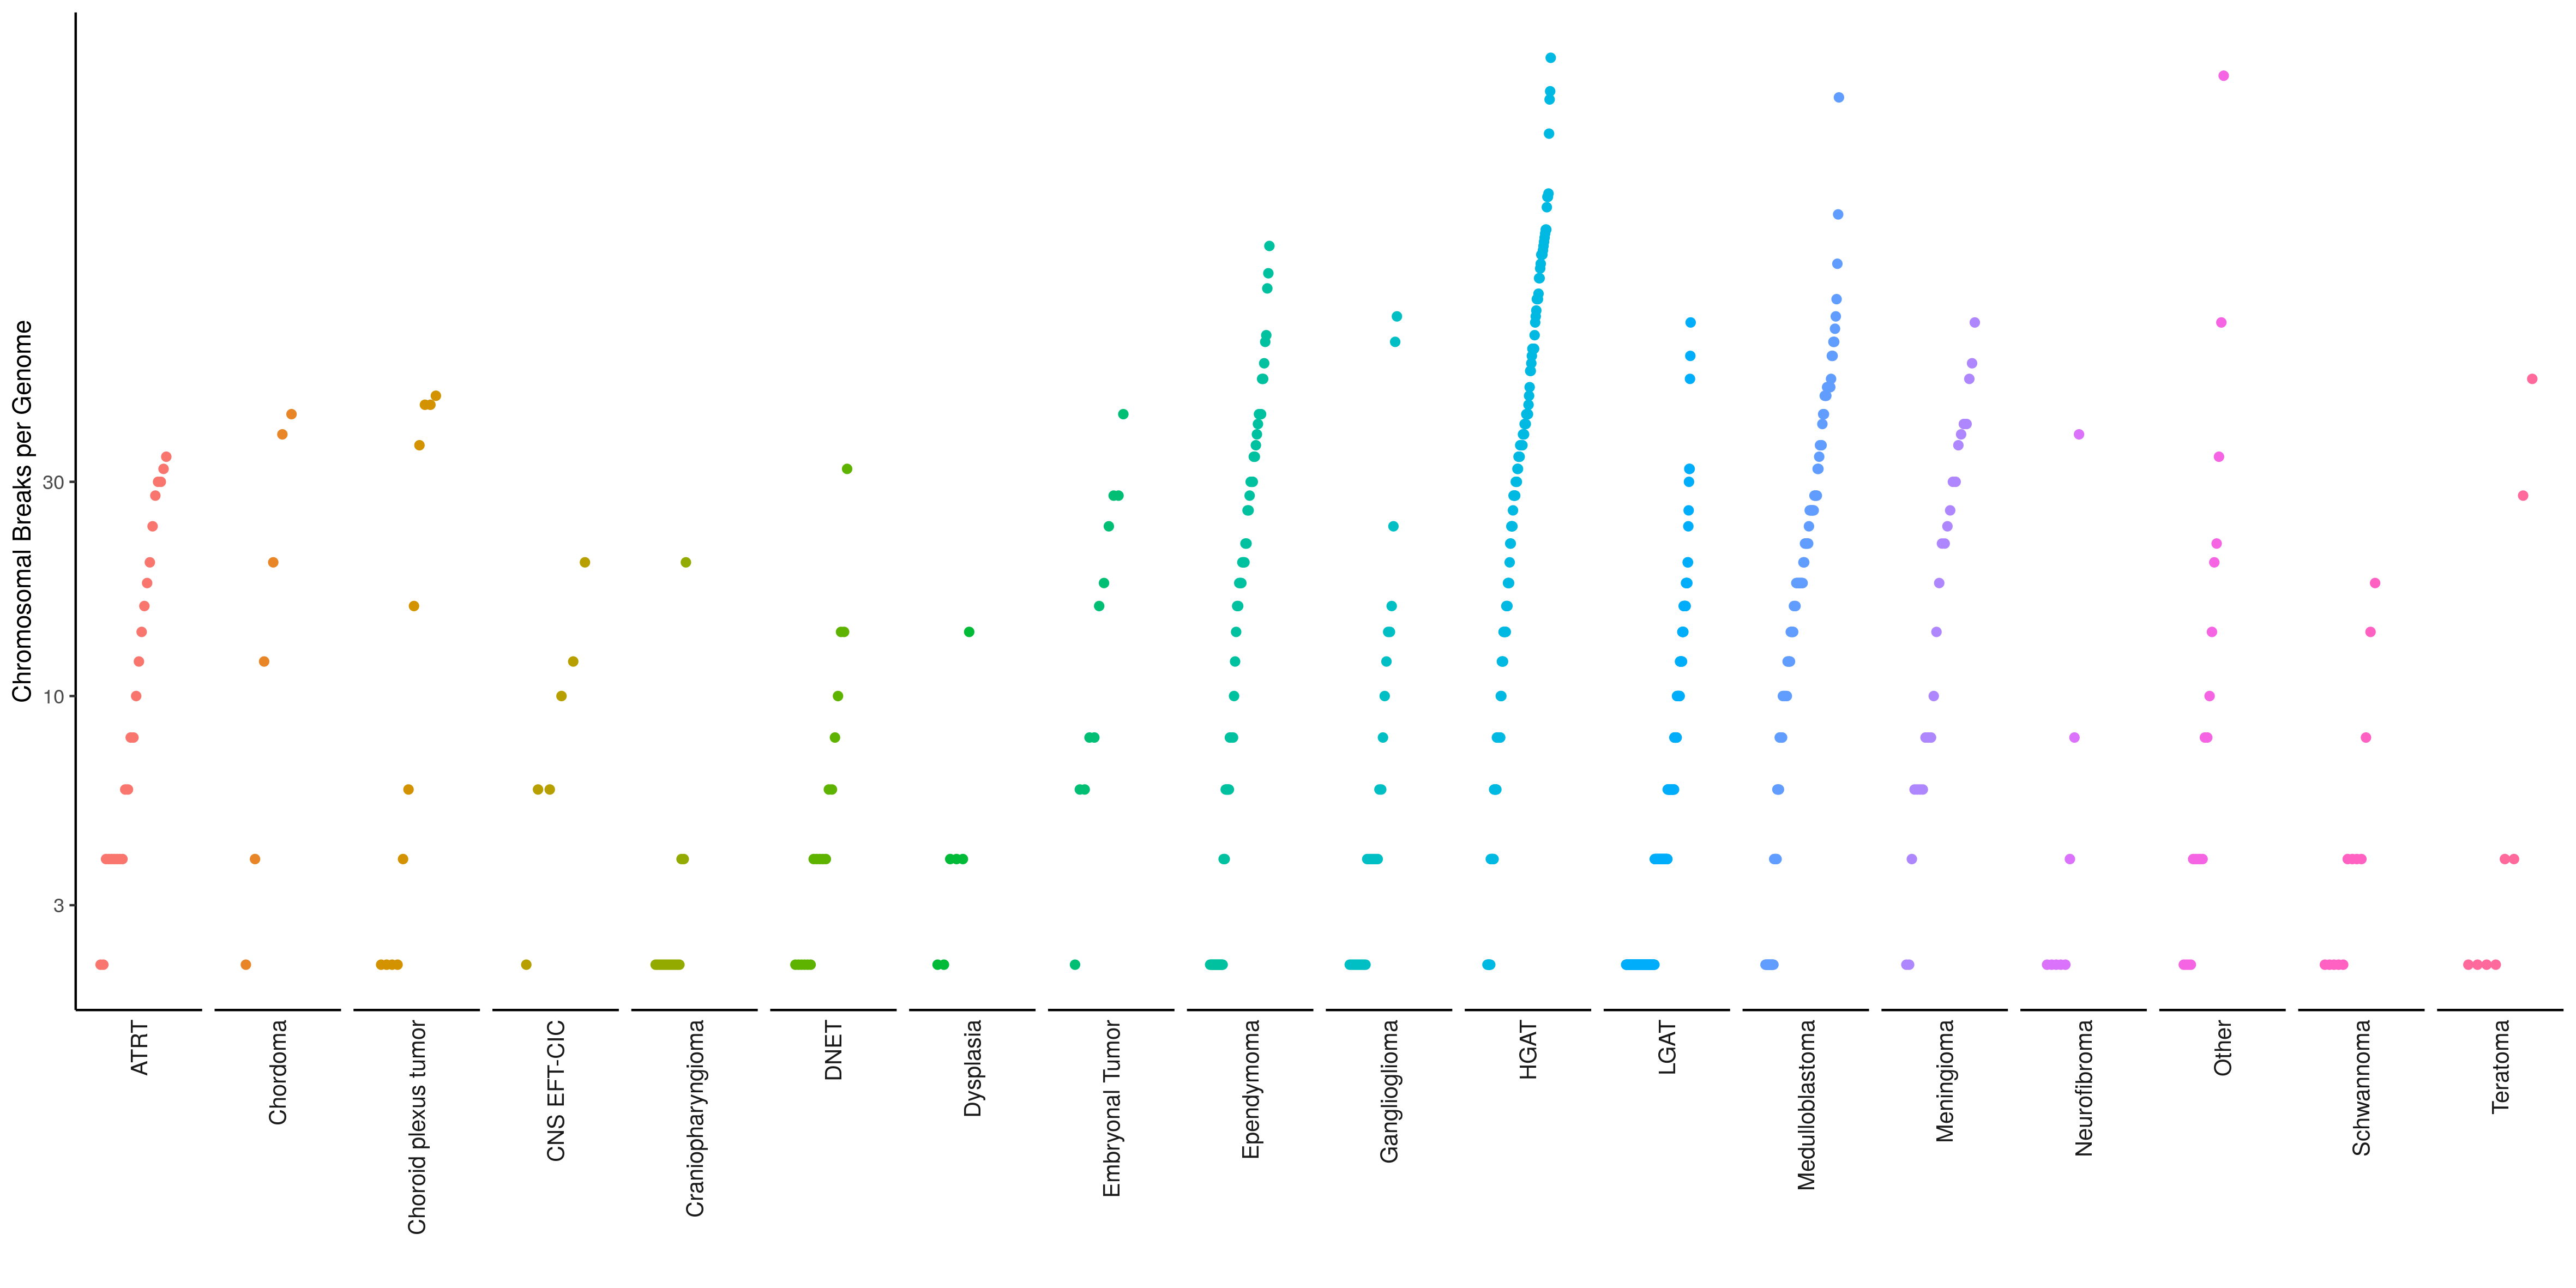 Chromosomal Breaks per Genome
30
10
3
ATRT
Chordoma
Choroid plexus tumor
CNS EFT-CIC
Craniopharyngioma
DNET
Dysplasia
Embryonal Tumor
Ependymoma
Ganglioglioma
HGAT
LGAT
Medulloblastoma
Meningioma
Neurofibroma
Other
Schwannoma
Teratoma